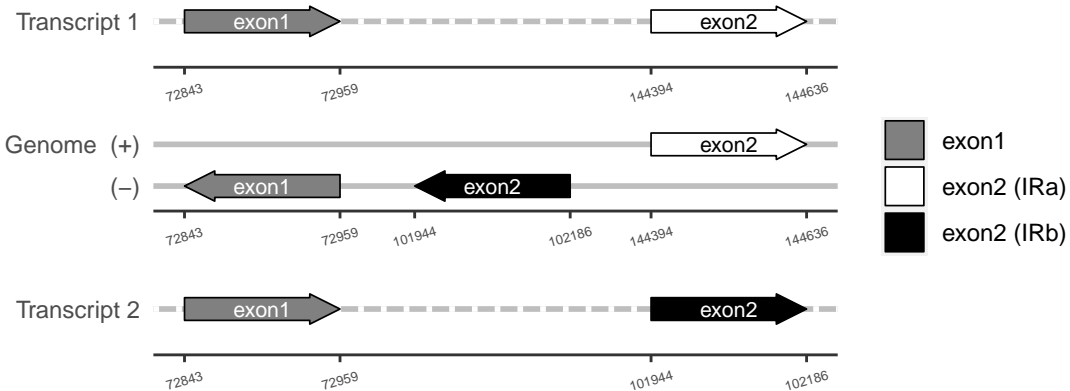 Transcript 1 exon1 exon2
72843 72959 144394 144636
Genome (+) exon2
exon1
(−) exon1 exon2
exon2 (IRa)
72843 72959 101944 102186 144394 144636
exon2 (IRb)
Transcript 2 exon1 exon2
72843 72959 101944 102186